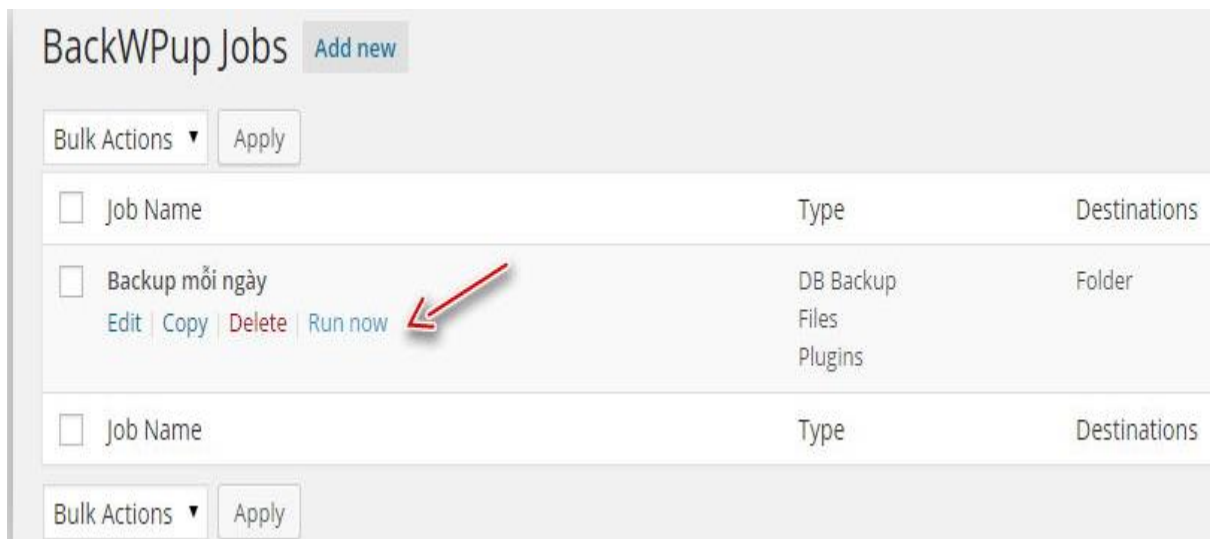 BackWPup Jobs Add new
Bulk Actions Apply
Job Name Type Destinations
Backup mỗi ngày DB Backup Folder
Edit | Copy | Delete | Run now Files
Plugins
Job Name Type Destinations
Bulk Actions Apply